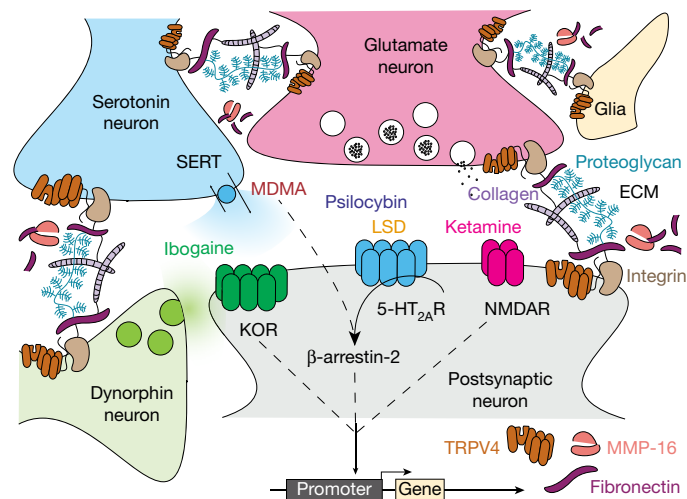 Glutamate
neuron
Serotonin
neuron
Glia
SERT
MDMA
Proteoglycan
Collagen
ECM
Psilocybin
LSD
Ketamine
Ibogaine
Integrin
5-HT2AR
NMDAR
KOR
β-arrestin-2
Dynorphin
neuron
Postsynaptic
neuron
TRPV4
MMP-16
Fibronectin
Promoter
Gene